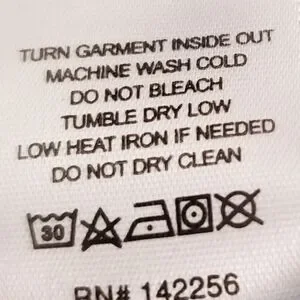 TURN GARMENT INSIDE OUT
MACHINE WASH COLD
DO NOT BLEACH
TUMBLE DRY LOW
LOW HEAT IRON IF NEEDED
DO NOT DRY CLEAN
30
RN# 142256